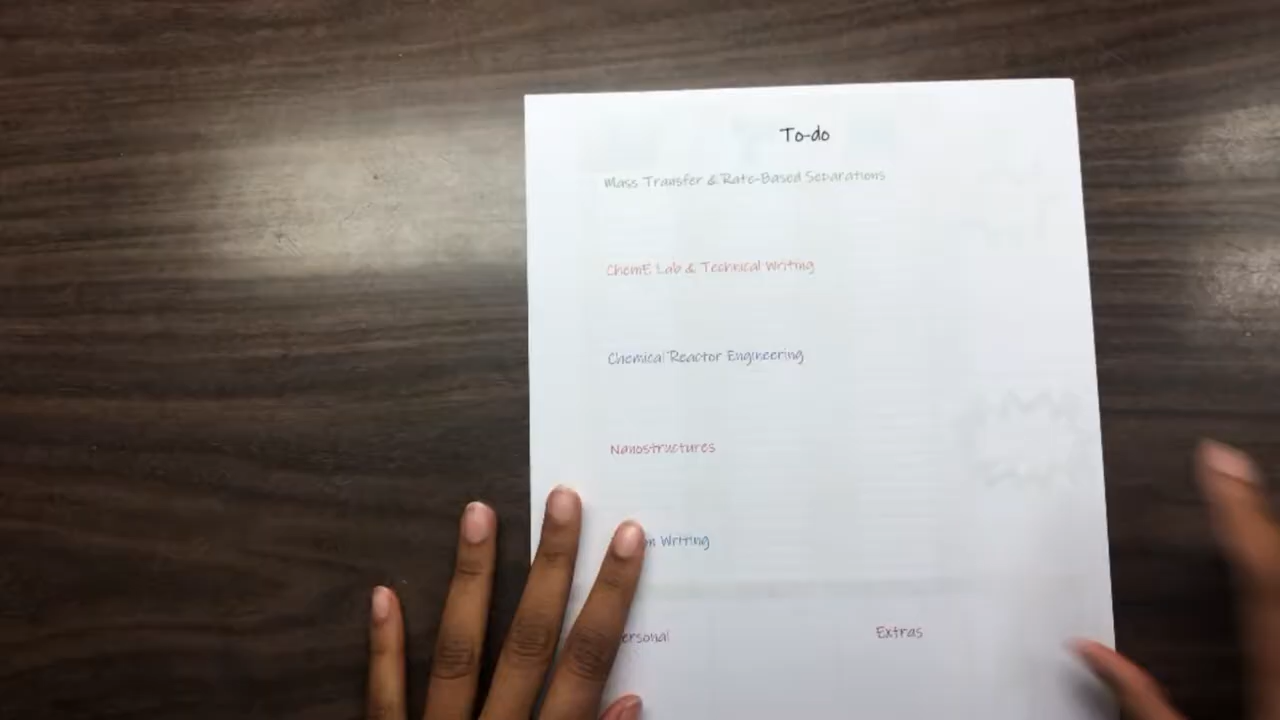 To-do
Mass Transfer & Rate-Based Separations
ChemE Lab & Technical Writing
Chemical Reactor Engineering
Nanostructures
Writing
Extras